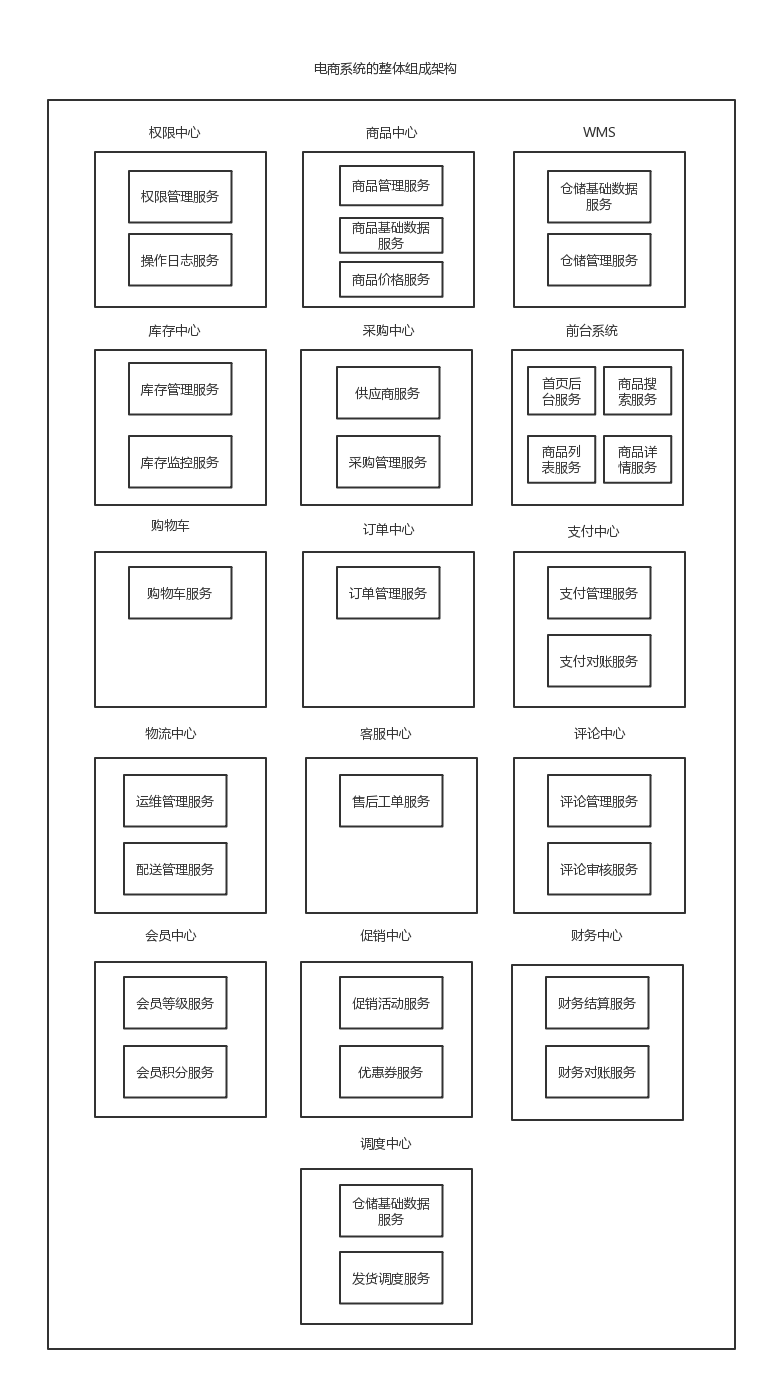 电商系统的整体组成架构
权限中心
权限管理服务
操作日志服务
商品中心
商品管理服务
商品基础数据
服务
商品价格服务
WMS
仓储基础数据
服务
仓储管理服务
库存中心
库存管理服务
库存监控服务
采购中心
供应商服务
采购管理服务
前台系统
首页后
台服务
商品搜
索服务
商品列
表服务
商品详
情服务
购物车
购物车服务
订单中心
订单管理服务
支付中心
支付管理服务
支付对账服务
物流中心
运维管理服务
配送管理服务
客服中心
售后工单服务
评论中心
评论管理服务
评论审核服务
会员中心
会员等级服务
会员积分服务
促销中心
促销活动服务
优惠券服务
财务中心
财务结算服务
财务对账服务
调度中心
仓储基础数据
服务
发货调度服务